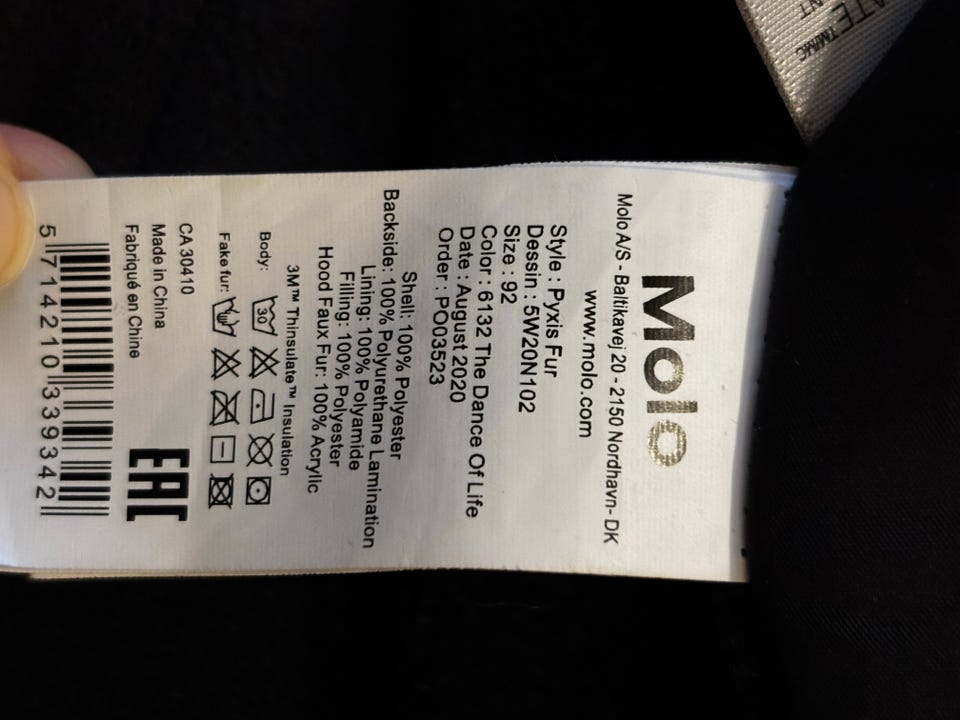 Molo
Molo A/S - Baltikavej 20 - 2150 Nordhavn- DK
www.molo.com
Style : Pyxis Fur
Dessin : 5W20N102
Size : 92
Color : 6132 The Dance Of Life
Date : August 2020
Order : PO03523
Shell: 100% Polyester
Backside: 100% Polyurethane Lamination
Lining: 100% Polyamide
Filling: 100% Polyester
Hood Faux Fur: 100% Acrylic
3M™ Thinsulate™ Insulation
Body: 30
Fake fur:
CA30410
Made in China
Fabriqué en Chine
EAC
5 714210 339342